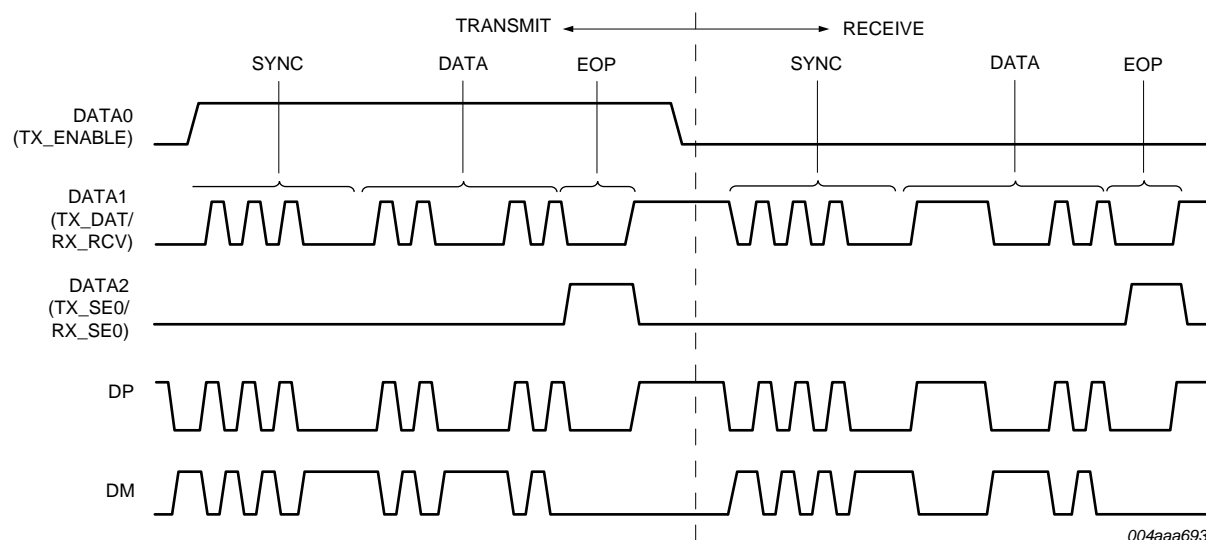 TRANSMIT
RECEIVE
SYNC
DATA
EOP
SYNC
DATA
EOP
DATA0
(TX_ENABLE)
DATA1
(TX_DAT/
RX_RCV)
DATA2
(TX_SE0/
RX_SE0)
DP
DM
004aaa693